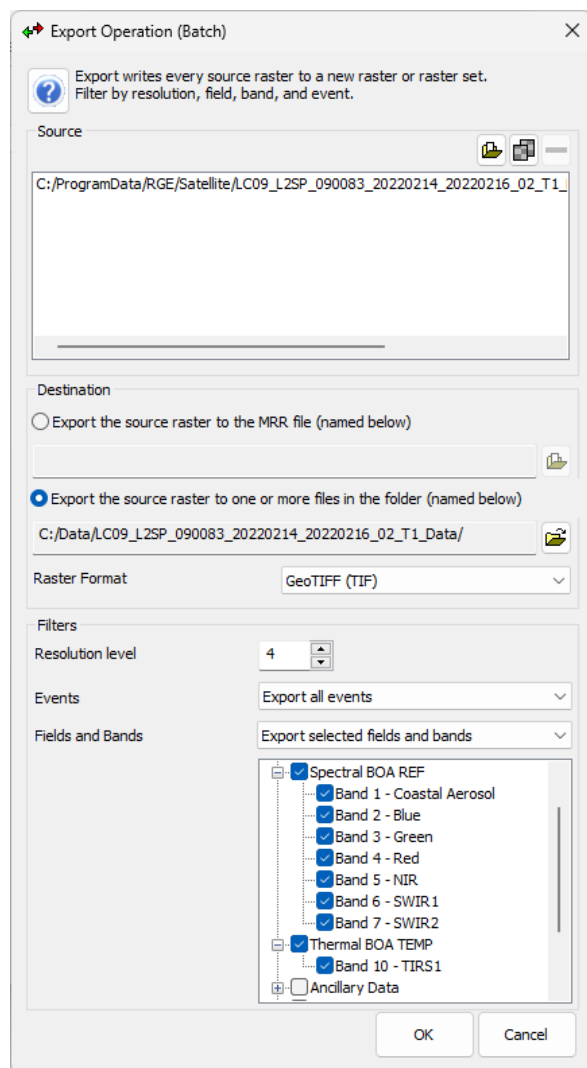 Export Operation (Batch)
Export writes every source raster to a new raster or raster set.
Filter by resolution, field, band, and event.
Source
C:/ProgramData/RGE/Satellite/LC09_L2SP_090083_20220214_20220216_02_T1_
Destination
Export the source raster to the MRR file (named below)
Export the source raster to one or more files in the folder (named below)
C:/Data/LC09_L2SP_090083_20220214_20220216_02_T1_Data/
Raster Format
GeoTIFF (TIF)
Filters
Resolution level
4
Events
Export all events
Fields and Bands
Export selected fields and bands
Spectral BOA REF
Band 1 - Coastal Aerosol
Band 2 - Blue
Band 3 - Green
Band 4 - Red
Band 5 - NIR
Band 6 - SWIR1
Band 7 - SWIR2
Thermal BOA TEMP
Band 10 - TIRS1
Ancillary Data
OK
Cancel